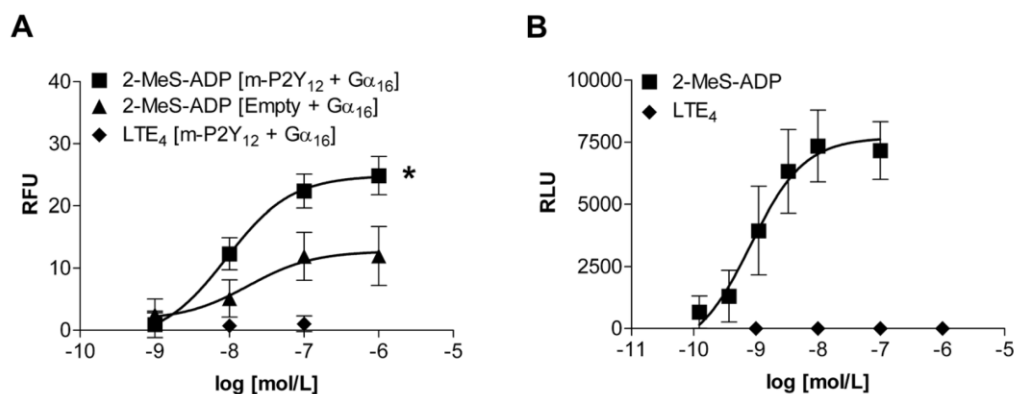 A
40
30
20
10
0
RFU
■ 2-MeS-ADP [m-P2Y₁₂ + Gα₁₆]
▲ 2-MeS-ADP [Empty + Gα₁₆]
◆ LTE₄ [m-P2Y₁₂ + Gα₁₆]
*
-10 -9 -8 -7 -6 -5
log [mol/L]
B
10000
7500
5000
2500
0
RLU
■ 2-MeS-ADP
◆ LTE₄
-11 -10 -9 -8 -7 -6 -5
log [mol/L]